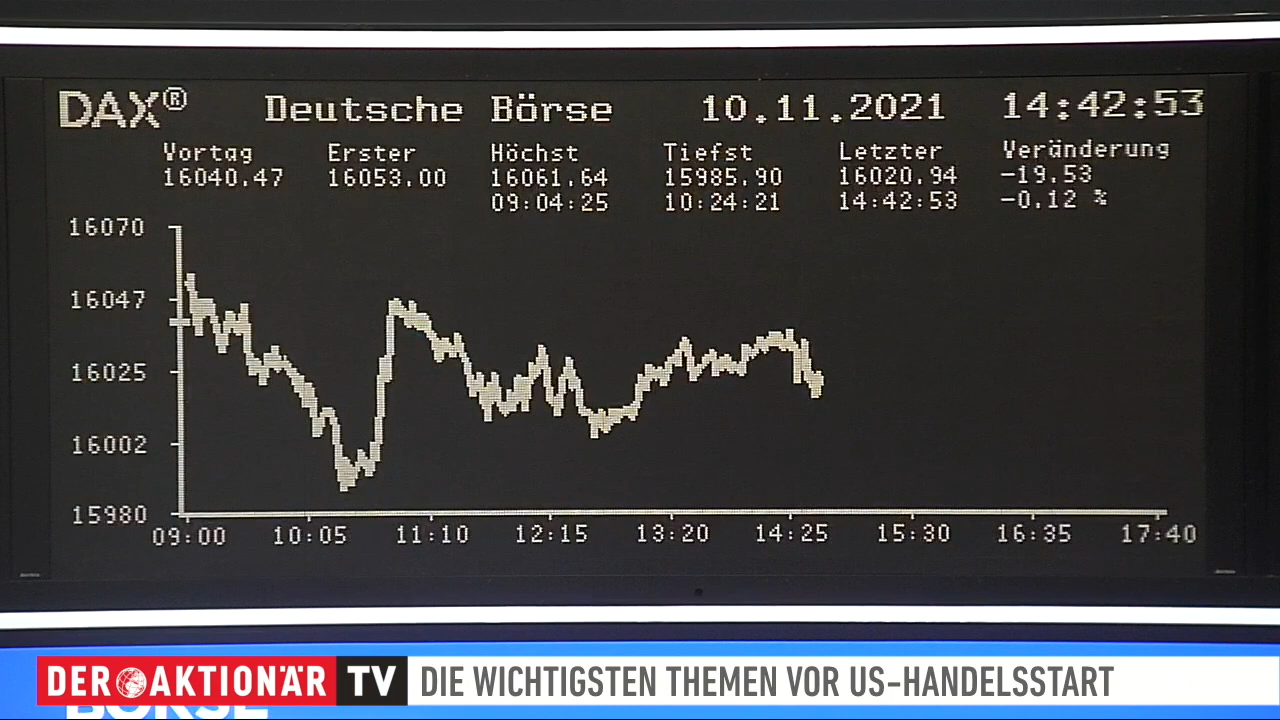 DAX® Deutsche Börse 10.11.2021 14:42:53
Vortag Erster Höchst Tiefst Letzter Veränderung
16040.47 16053.00 16061.64 15985.90 16020.94 -19.53
09:04:25 10:24:21 14:42:53 -0.12 %
16070
16047
16025
16002
15980
09:00 10:05 11:10 12:15 13:20 14:25 15:30 16:35 17:40
DER AKTIONÄR TV DIE WICHTIGSTEN THEMEN VOR US-HANDELSSTART
BÖRSE